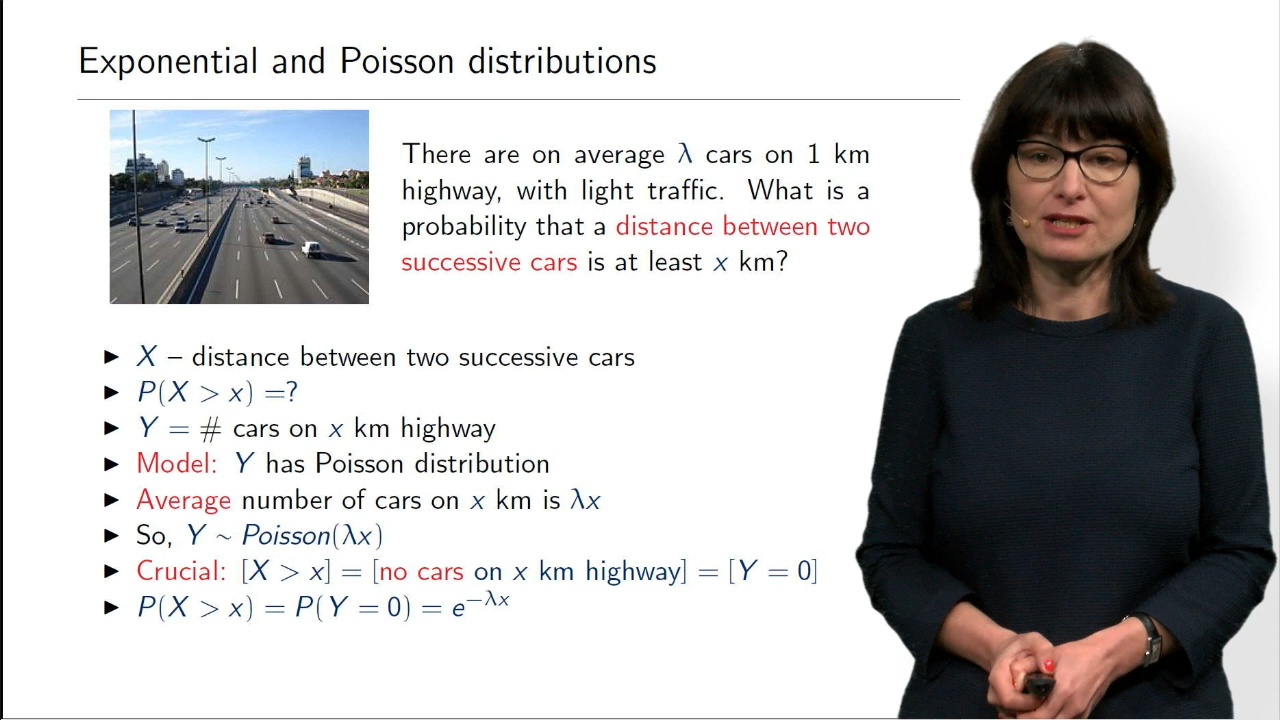 Exponential and Poisson distributions
There are on average λ cars on 1 km
highway, with light traffic. What is a
probability that a distance between two
successive cars is at least x km?
► X – distance between two successive cars
► P(X > x) =?
► Y = # cars on x km highway
► Model: Y has Poisson distribution
► Average number of cars on x km is λx
► So, Y ~ Poisson(λx)
► Crucial: [X > x] = [no cars on x km highway] = [Y = 0]
► P(X > x) = P(Y = 0) = e^{−λx}